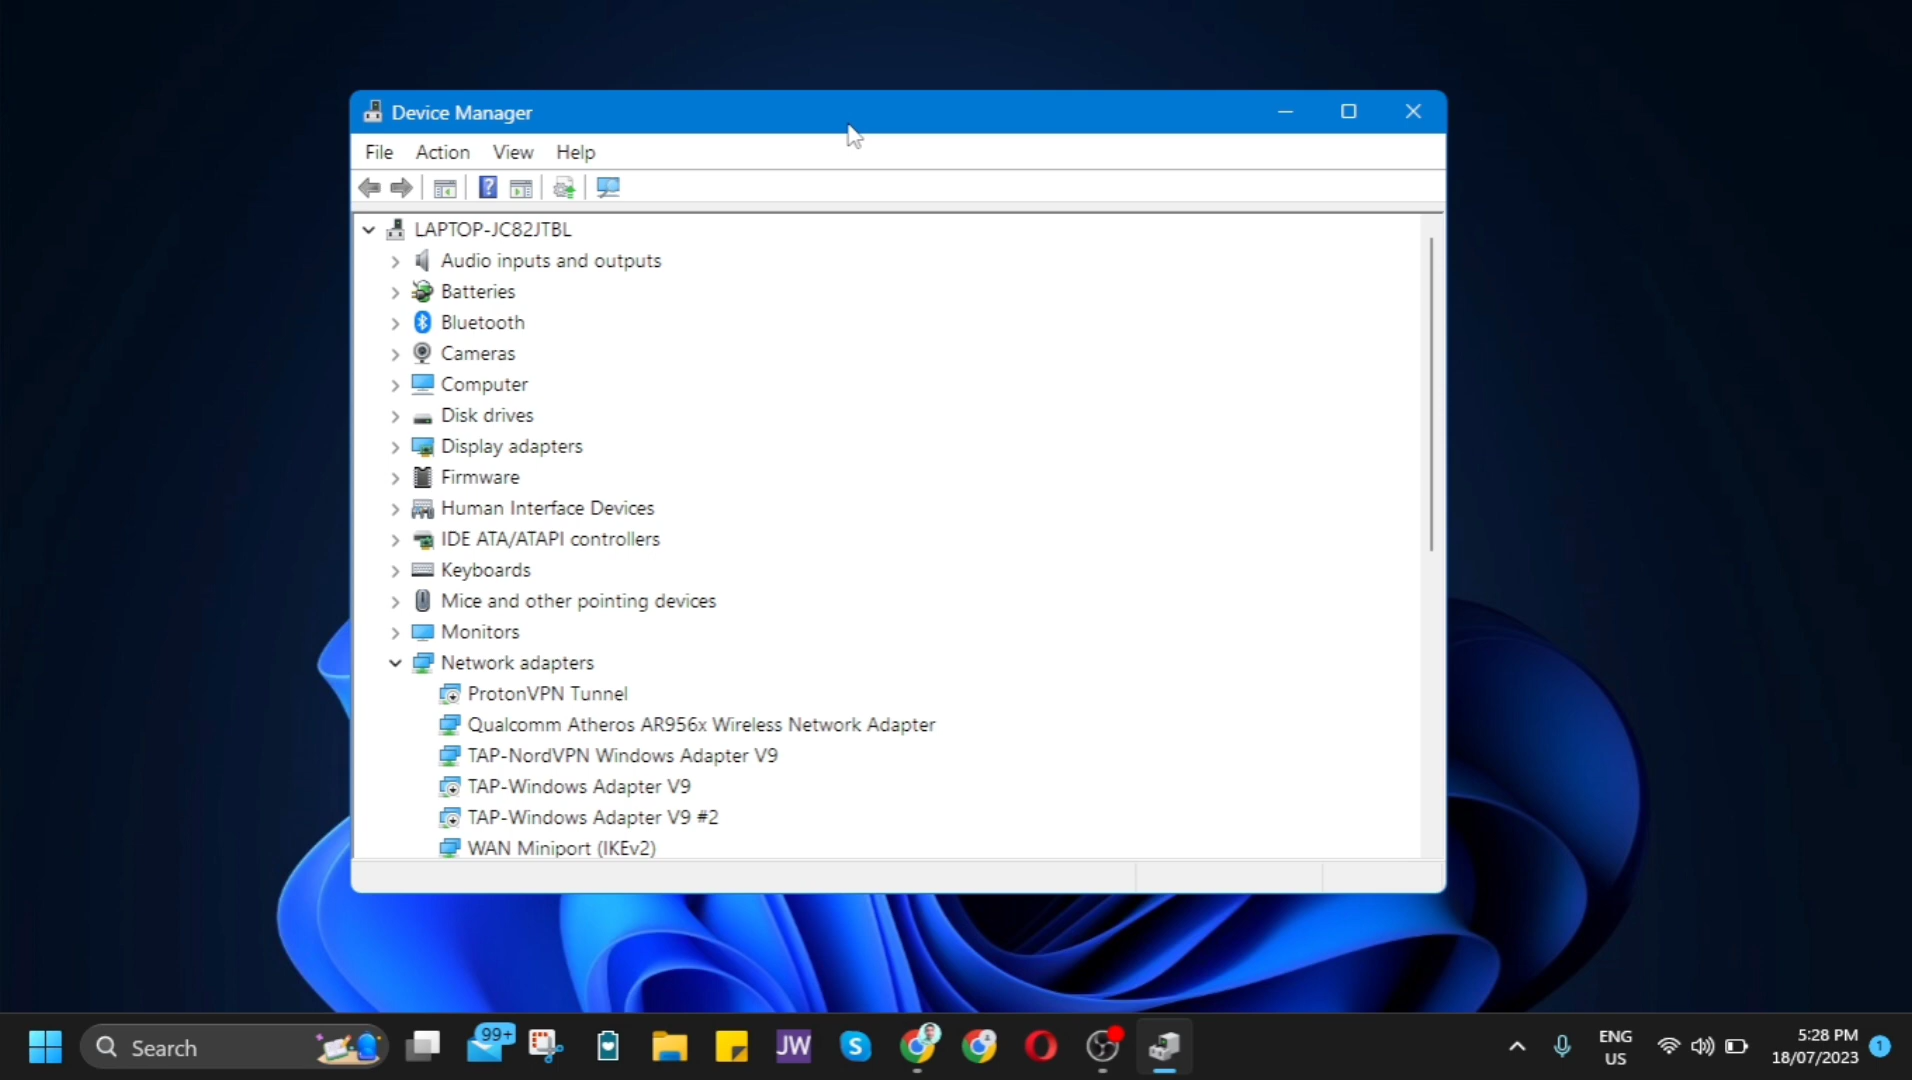 Device Manager
File Action View Help
LAPTOP-JC82JTBL
Audio inputs and outputs
Batteries
Bluetooth
Cameras
Computer
Disk drives
Display adapters
Firmware
Human Interface Devices
IDE ATA/ATAPI controllers
Keyboards
Mice and other pointing devices
Monitors
Network adapters
ProtonVPN Tunnel
Qualcomm Atheros AR956x Wireless Network Adapter
TAP-NordVPN Windows Adapter V9
TAP-Windows Adapter V9
TAP-Windows Adapter V9 #2
WAN Miniport (IKEv2)
Search
99+
JW
S
ENG
US
5:28 PM
18/07/2023
1